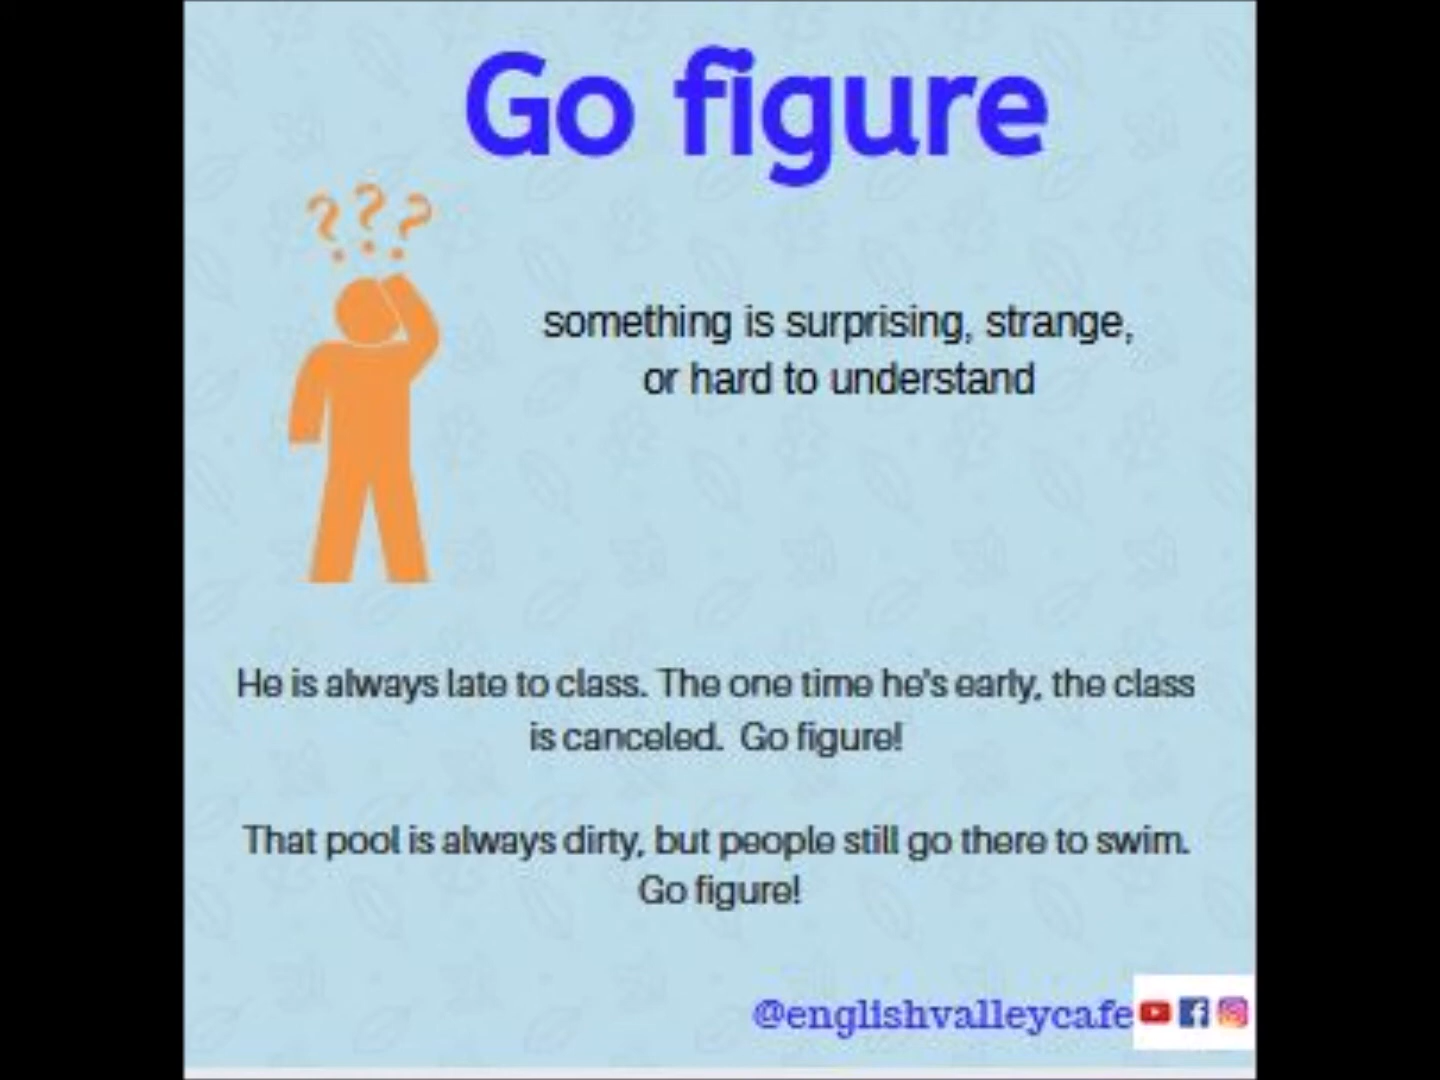 Go figure
???
something is surprising, strange,
or hard to understand
He is always late to class. The one time he's early, the class
is canceled. Go figure!
That pool is always dirty, but people still go there to swim.
Go figure!
@englishvalleycafe